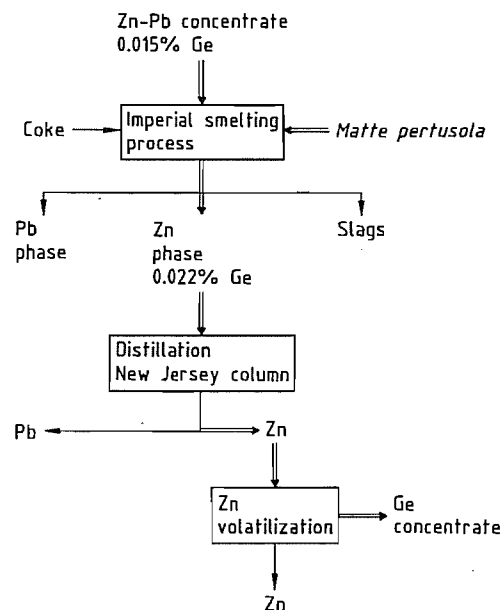 Zn-Pb concentrate
0.015% Ge
Coke
Imperial smelting
process
Matte pertusola
Pb
phase
Zn
phase
0.022% Ge
Slags
Distillation
New Jersey column
Pb
Zn
Zn
volatilization
Ge
concentrate
Zn